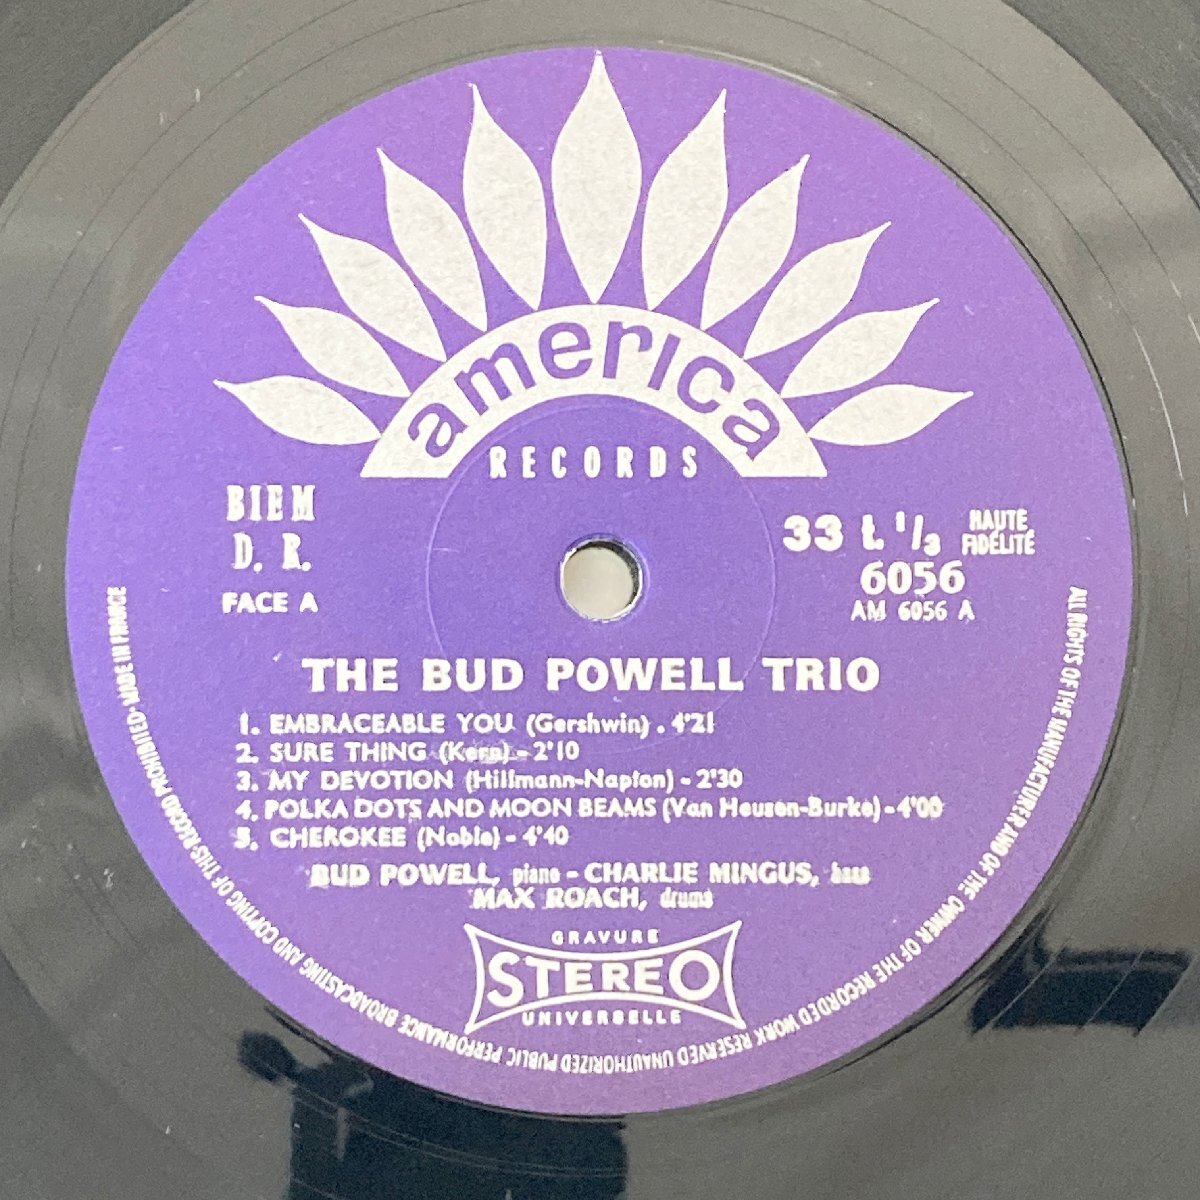 america
RECORDS
BIEM
D. R.
FACE A
33 t. 1/3 HAUTE FIDÉLITÉ
6056
AM 6056 A
THE BUD POWELL TRIO
1. EMBRACEABLE YOU (Gershwin) . 4'21
2. SURE THING (Kern) - 2'10
3. MY DEVOTION (Hillmann-Napton) - 2'30
4. POLKA DOTS AND MOON BEAMS (Van Heusen-Burke) - 4'00
5. CHEROKEE (Noble) - 4'40
BUD POWELL, piano - CHARLIE MINGUS, bass
MAX ROACH, drums
GRAVURE
STEREO
UNIVERSELLE
ALL RIGHTS OF THE MANUFACTURER AND OF THE OWNER OF THE RECORDED WORK RESERVED UNAUTHORIZED PUBLIC PERFORMANCE BROADCASTING AND COPYING OF THIS RECORD PROHIBITED - MADE IN FRANCE